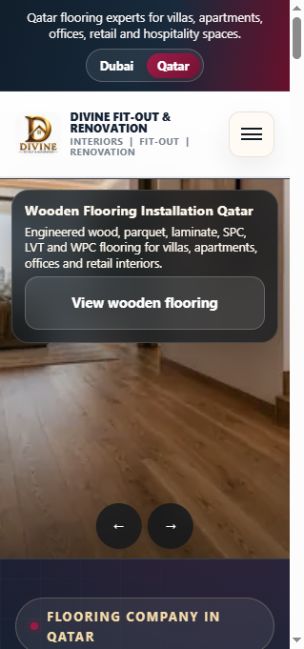 Qatar flooring experts for villas, apartments,
offices, retail and hospitality spaces.
Dubai Qatar
DIVINE
DIVINE FIT-OUT &
RENOVATION
INTERIORS | FIT-OUT |
RENOVATION
Wooden Flooring Installation Qatar
Engineered wood, parquet, laminate, SPC,
LVT and WPC flooring for villas, apartments,
offices and retail interiors.
View wooden flooring
← →
FLOORING COMPANY IN
QATAR